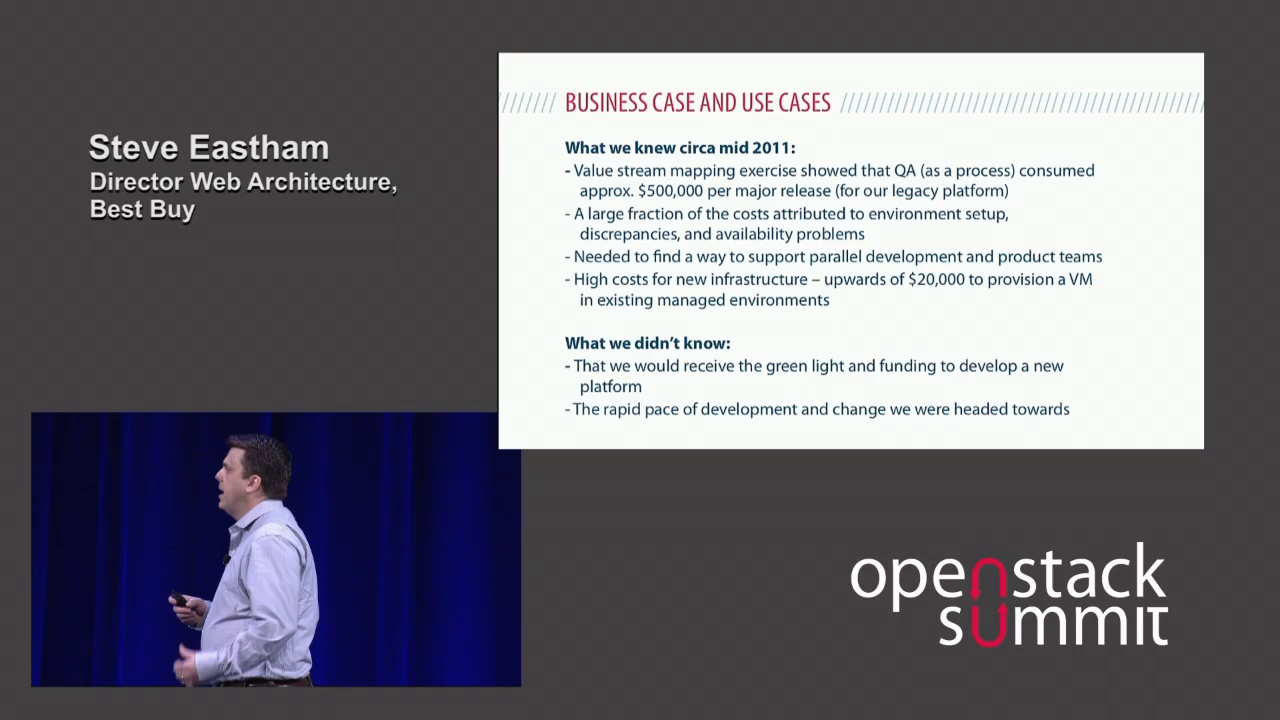 Steve Eastham
Director Web Architecture,
Best Buy
BUSINESS CASE AND USE CASES
What we knew circa mid 2011:
- Value stream mapping exercise showed that QA (as a process) consumed
approx. $500,000 per major release (for our legacy platform)
- A large fraction of the costs attributed to environment setup,
discrepancies, and availability problems
- Needed to find a way to support parallel development and product teams
- High costs for new infrastructure – upwards of $20,000 to provision a VM
in existing managed environments
What we didn't know:
- That we would receive the green light and funding to develop a new
platform
- The rapid pace of development and change we were headed towards
openstack
summit